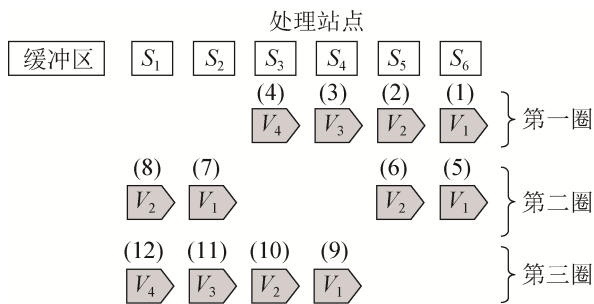 处理站点
缓冲区 S1 S2 S3 S4 S5 S6
(4) (3) (2) (1)
V4 V3 V2 V1 第一圈
(8) (7) (6) (5)
V2 V1 V2 V1 第二圈
(12) (11) (10) (9)
V4 V3 V2 V1 第三圈